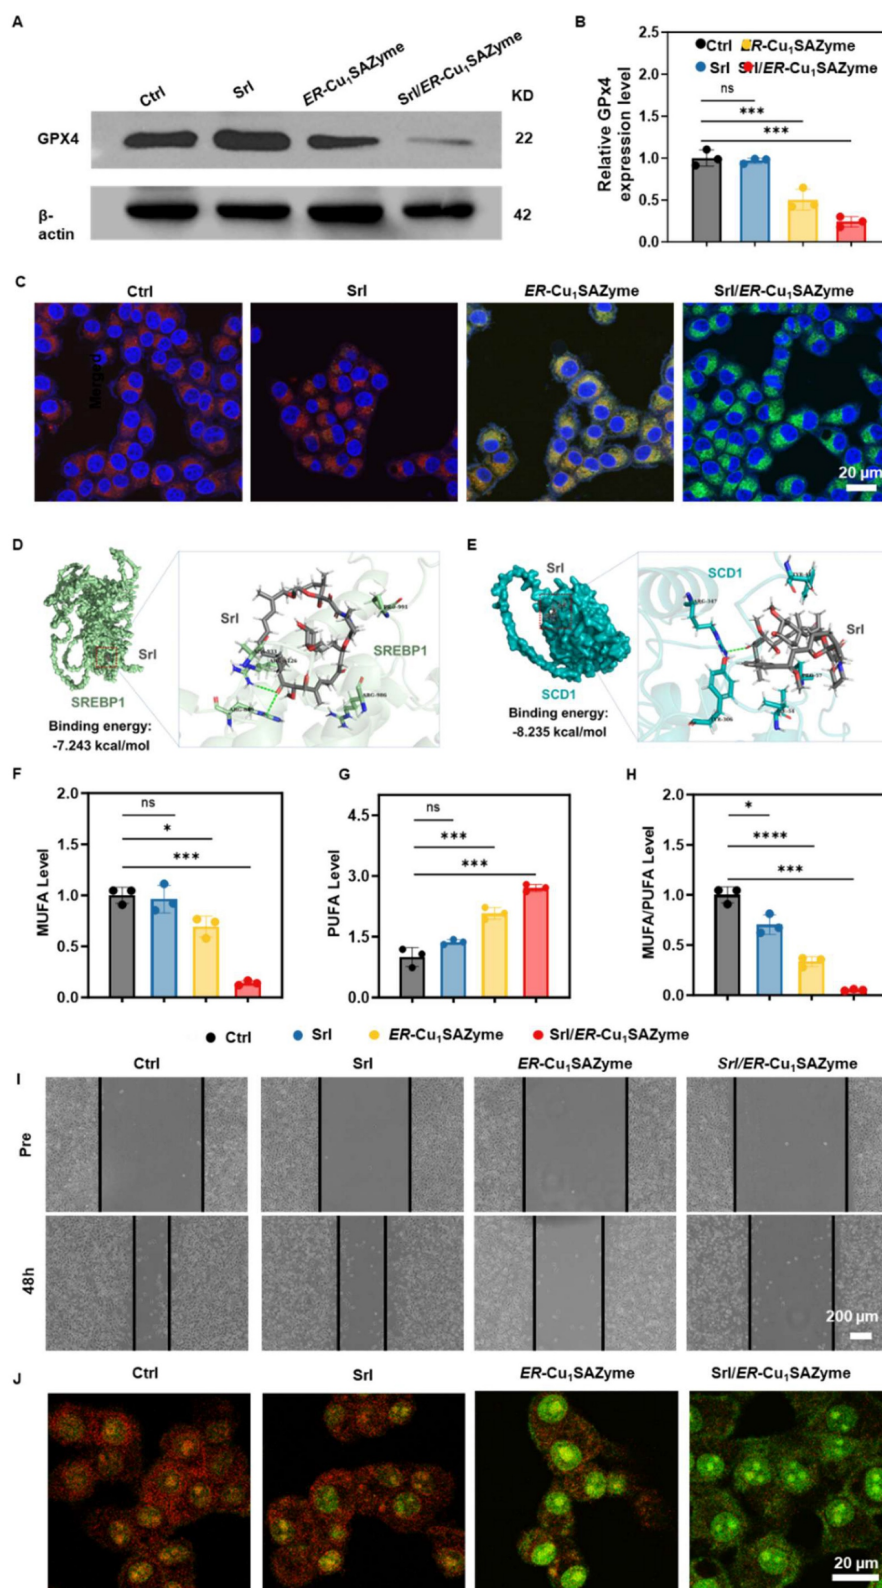 A
Ctrl
Srl
ER-Cu₁SAZyme
Srl/ER-Cu₁SAZyme
KD
GPX4
22
β-
actin
42
B
Relative GPx4
expression level
2.5
2.0
1.5
1.0
0.5
0.0
Ctrl ER-Cu₁SAZyme
Srl Srl/ER-Cu₁SAZyme
ns
***
***
C
Ctrl
Srl
ER-Cu₁SAZyme
Srl/ER-Cu₁SAZyme
Merged
20 µm
D
Srl
SREBP1
Binding energy:
-7.243 kcal/mol
Srl
SREBP1
E
Srl
SCD1
Binding energy:
-8.235 kcal/mol
SCD1
Srl
ARG-347
F
MUFA Level
2.0
1.5
1.0
0.5
0.0
ns
*
***
G
PUFA Level
4.5
3.0
1.5
0.0
ns
***
***
H
MUFA/PUFA Level
2.0
1.5
1.0
0.5
0.0
*
****
***
Ctrl
Srl
ER-Cu₁SAZyme
Srl/ER-Cu₁SAZyme
I
Ctrl
Srl
ER-Cu₁SAZyme
Srl/ER-Cu₁SAZyme
Pre
48h
200 µm
J
Ctrl
Srl
ER-Cu₁SAZyme
Srl/ER-Cu₁SAZyme
20 µm